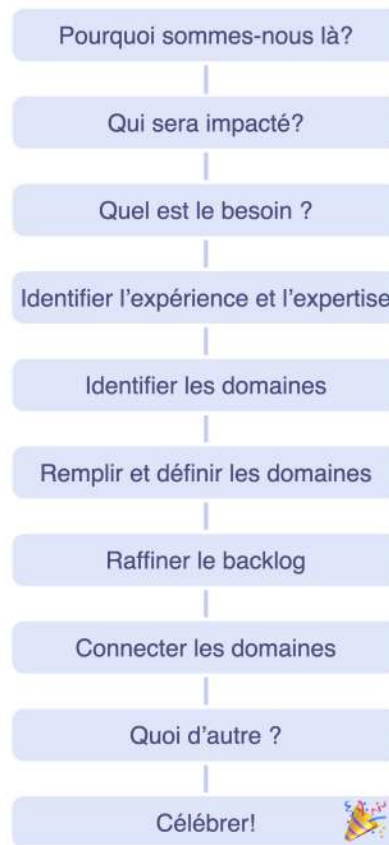 Pourquoi sommes-nous là?
Qui sera impacté?
Quel est le besoin ?
Identifier l'expérience et l'expertise
Identifier les domaines
Remplir et définir les domaines
Raffiner le backlog
Connecter les domaines
Quoi d'autre ?
Célébrer!